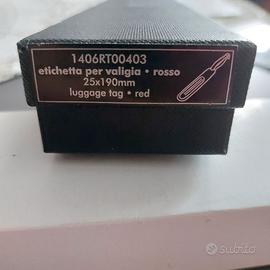 1406RT00403
etichetta per valigia • rosso
25x190mm
luggage tag • red
subito